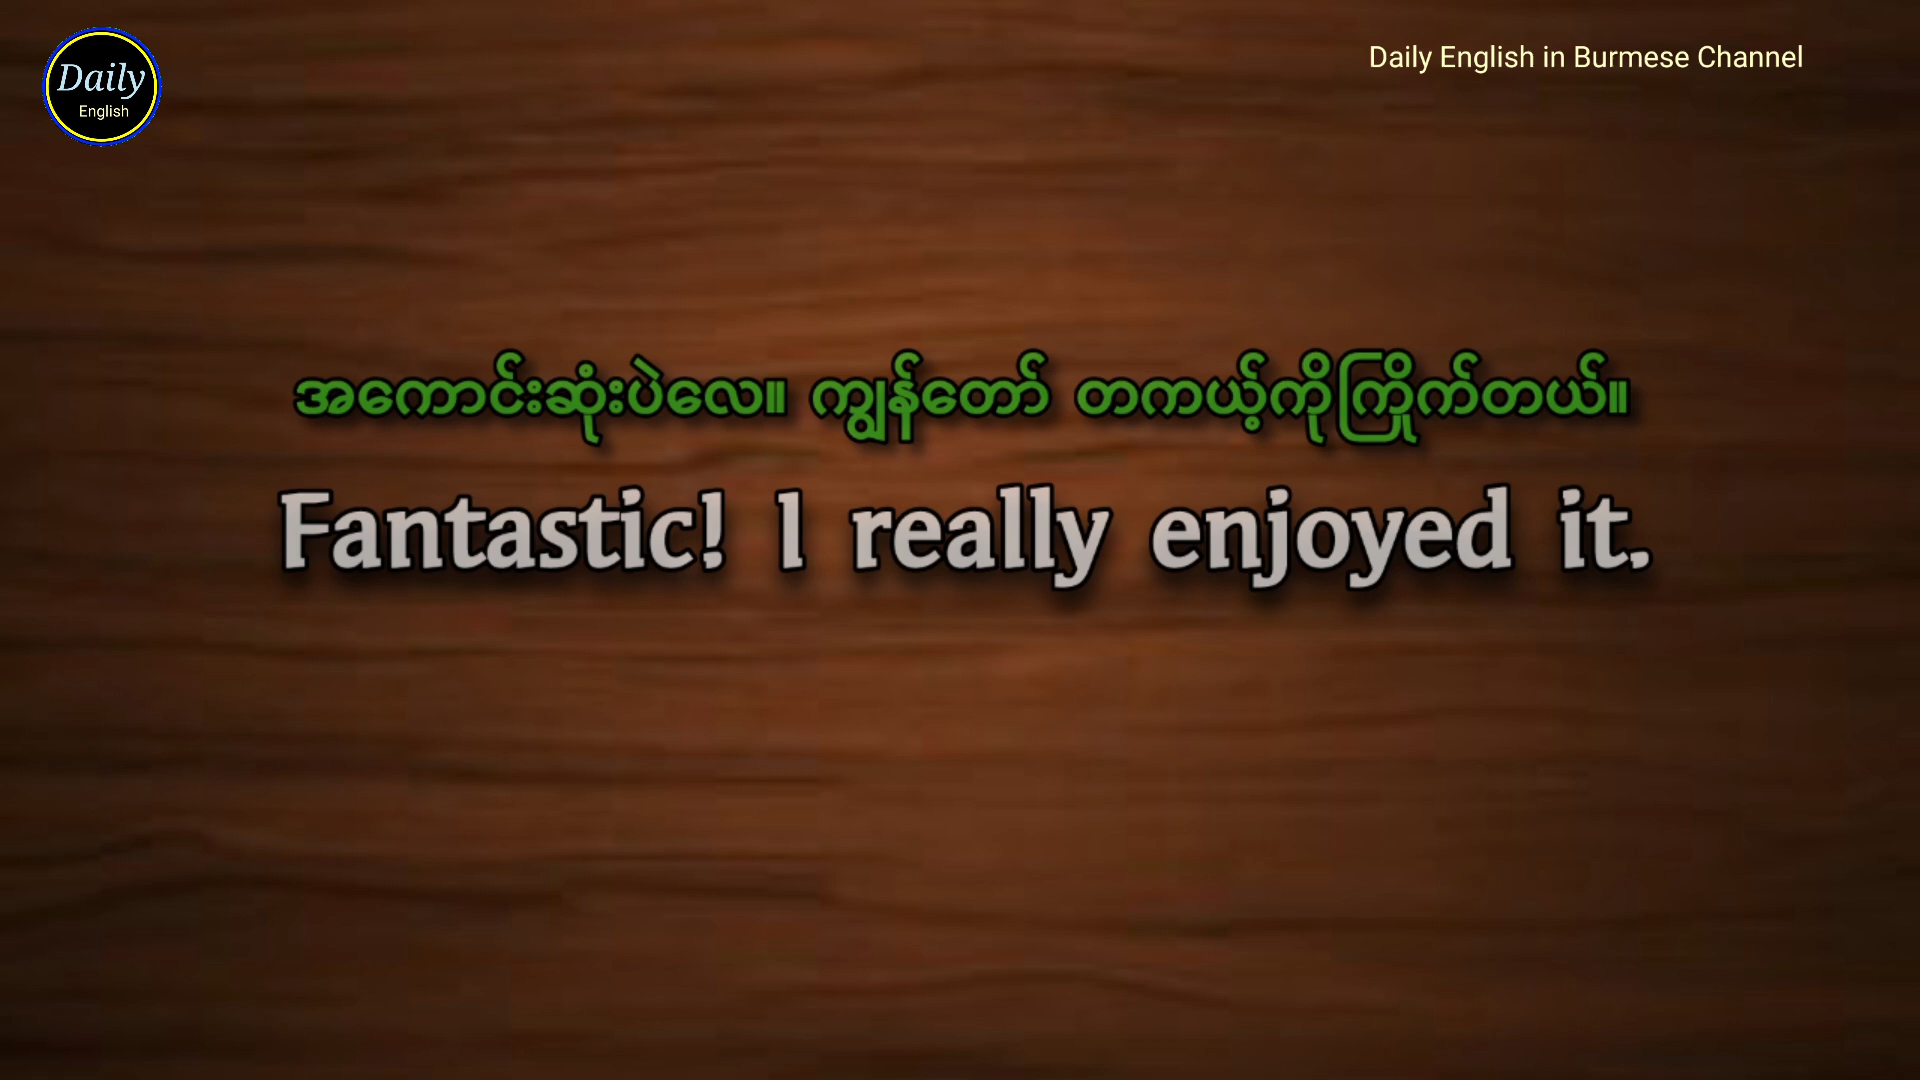 Daily
English
Daily English in Burmese Channel
အကောင်းဆုံးပဲလေ။ ကျွန်တော် တကယ့်ကိုကြိုက်တယ်။
Fantastic! I really enjoyed it.